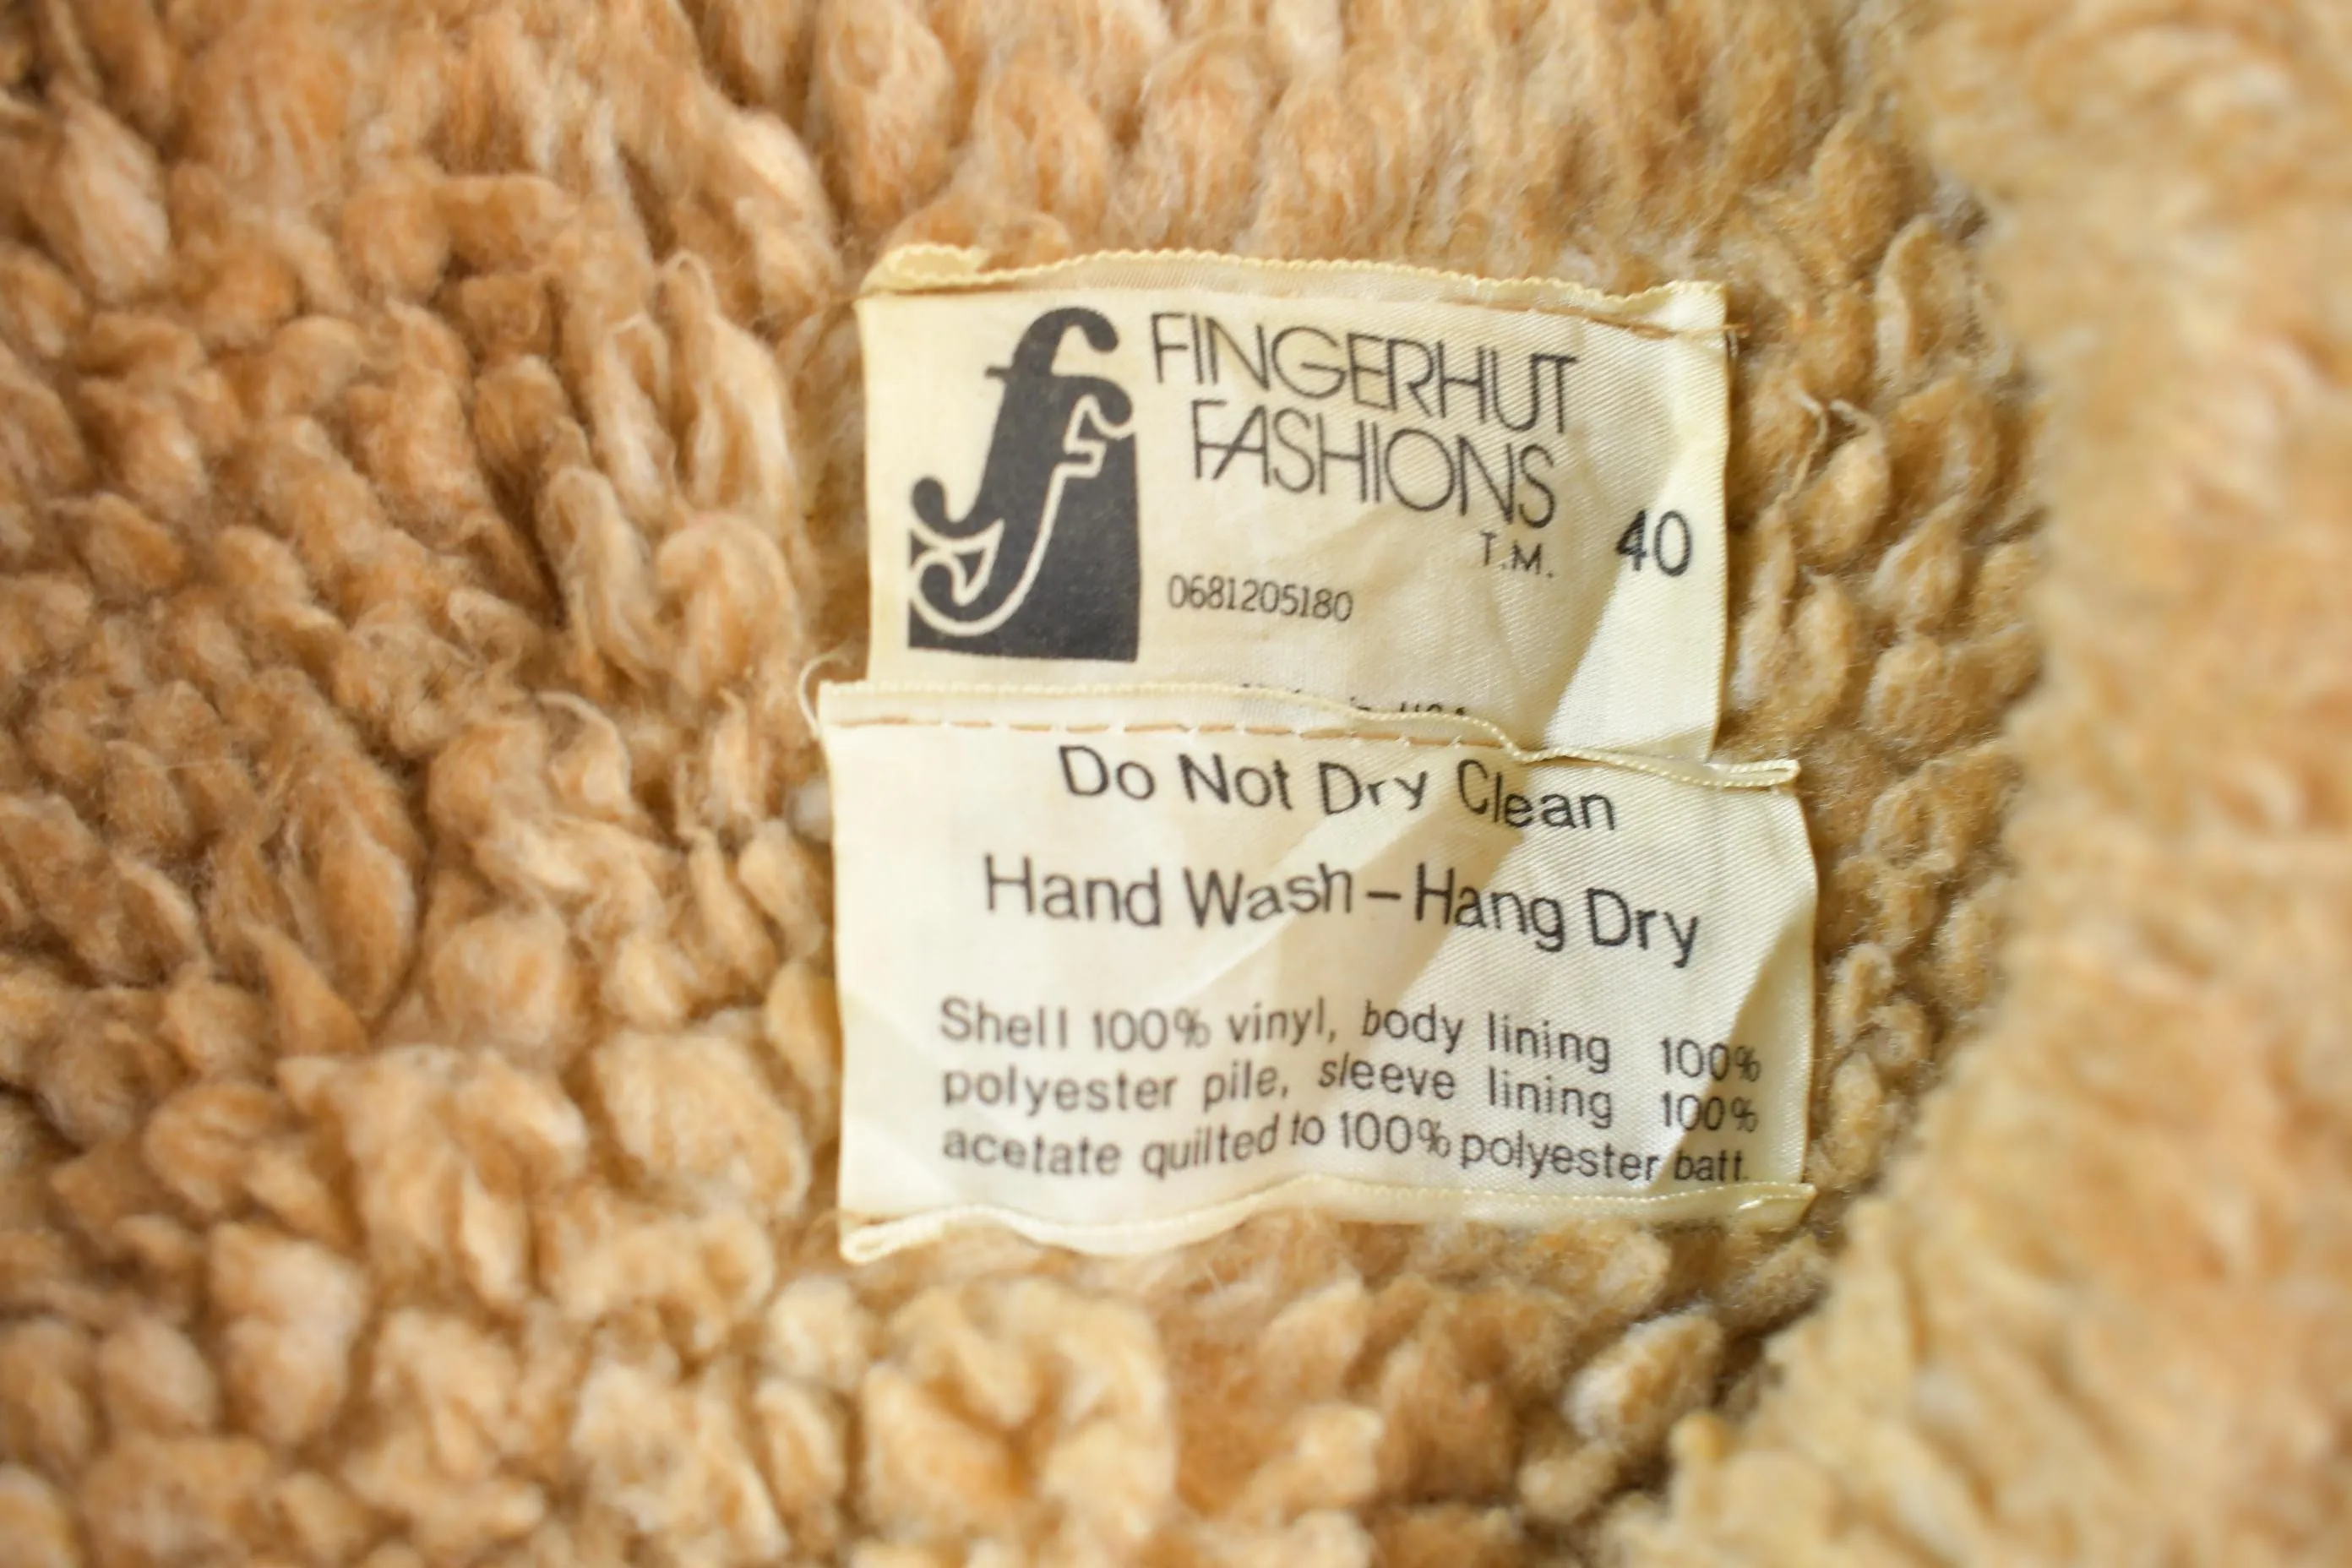 FINGERHUT
FASHIONS
T.M.
40
0681205180
Do Not Dry Clean
Hand Wash – Hang Dry
Shell 100% vinyl, body lining 100%
polyester pile, sleeve lining 100%
acetate quilted to 100% polyester batt.